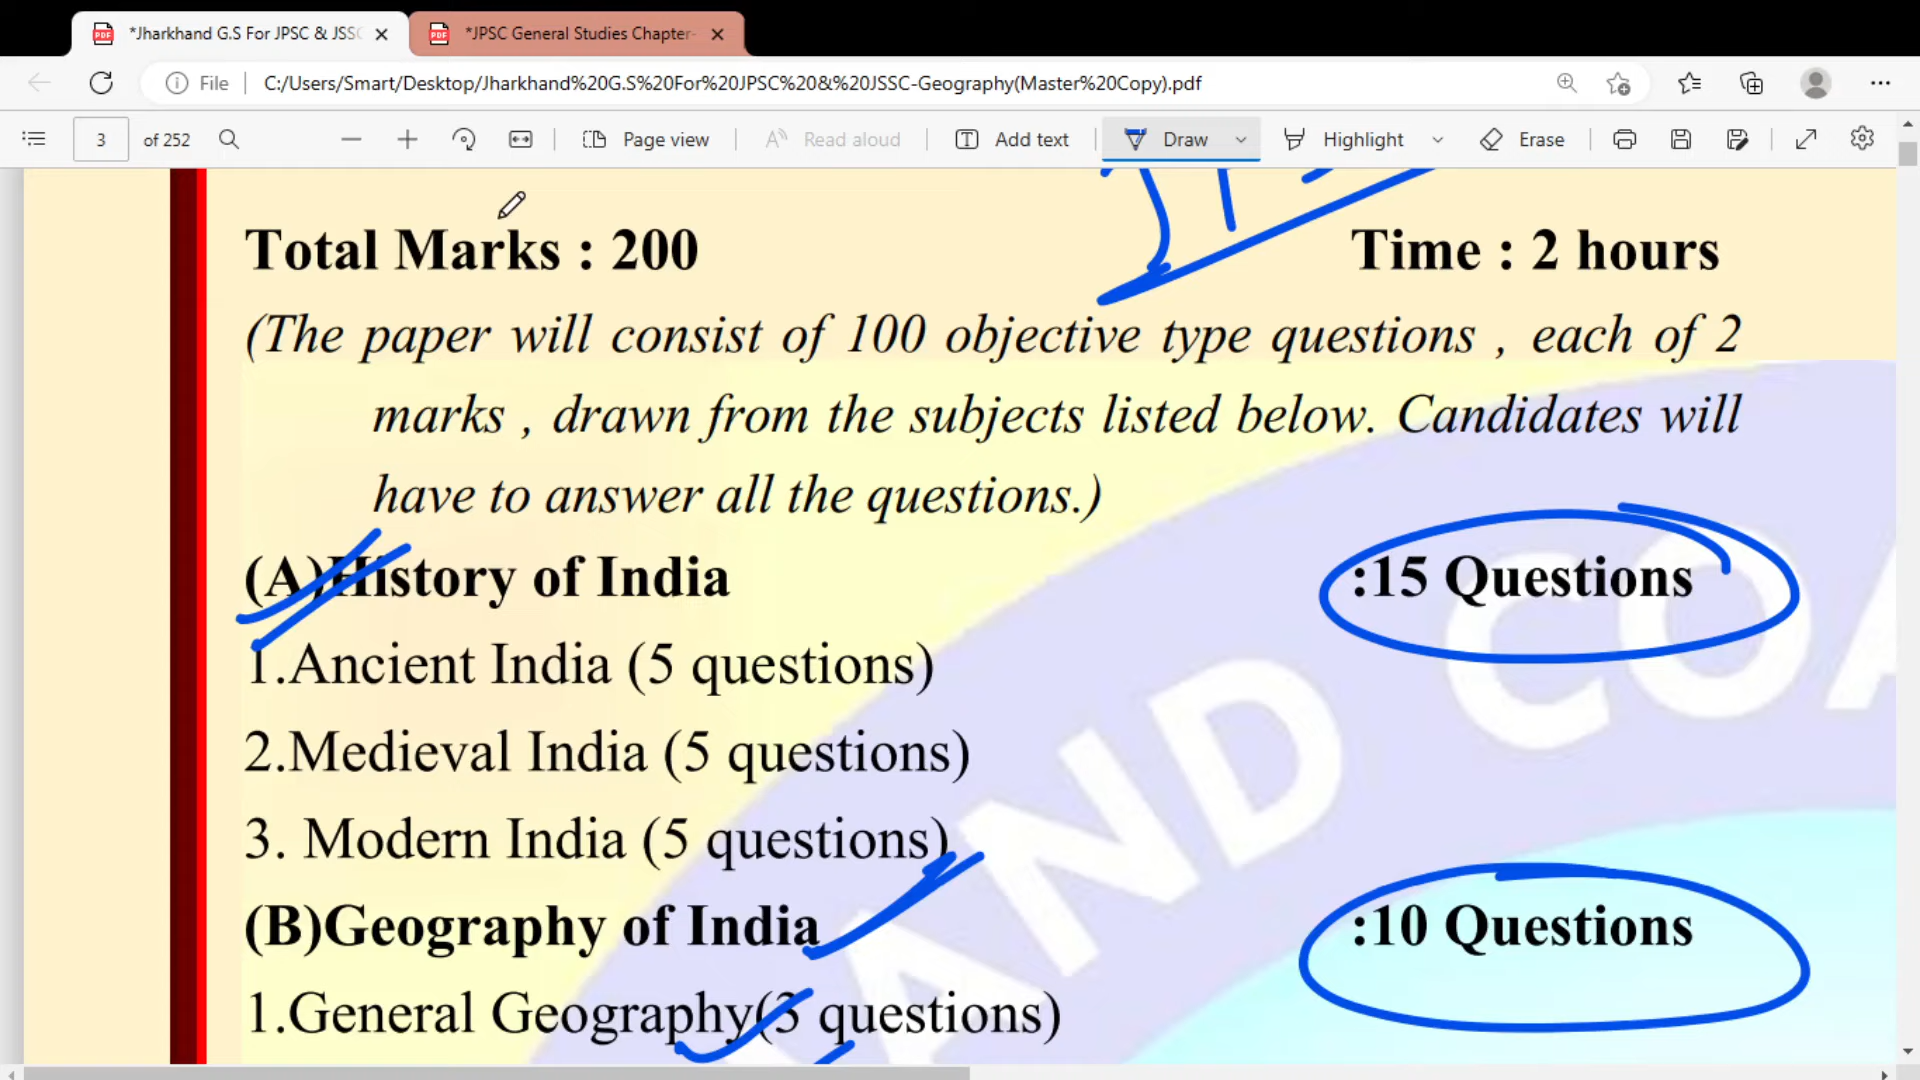 *Jharkhand G.S For JPSC & JSSC
*JPSC General Studies Chapter-
File
C:/Users/Smart/Desktop/Jharkhand%20G.S%20For%20JPSC%20&%20JSSC-Geography(Master%20Copy).pdf
3 of 252 Page view Read aloud Add text Draw Highlight Erase
Total Marks : 200 Time : 2 hours
(The paper will consist of 100 objective type questions , each of 2
marks , drawn from the subjects listed below. Candidates will
have to answer all the questions.)
(A)History of India :15 Questions
1.Ancient India (5 questions)
2.Medieval India (5 questions)
3. Modern India (5 questions)
(B)Geography of India :10 Questions
1.General Geography(3 questions)
AND COA